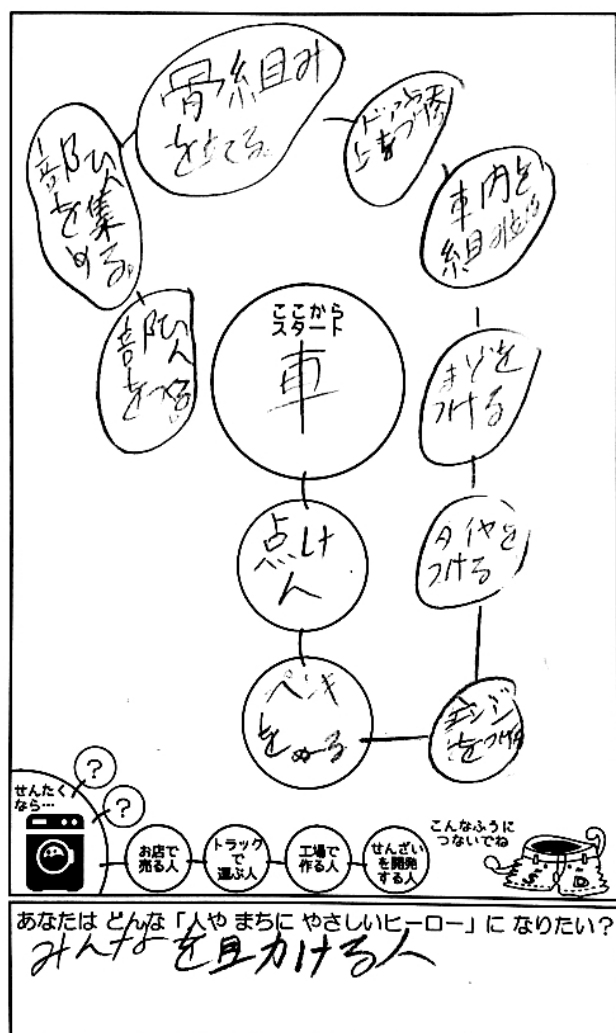 骨組み
を立てる。
ドアや
車内を
組み立る
部ひん
を集
める。
部ひん
をつくる
ここから
スタート
車
まどを
つける
タイヤを
つける
点け
ん
ペンキ
をぬる
エンジン
をつける
せんたく
なら…
?
?
お店で
売る人
トラック
で
運ぶ人
工場で
作る人
せんざい
を開発
する人
こんなふうに
つないでね
S
D
あなたは どんな「人や まちに やさしいヒーロー」に なりたい?
みんなを助ける人